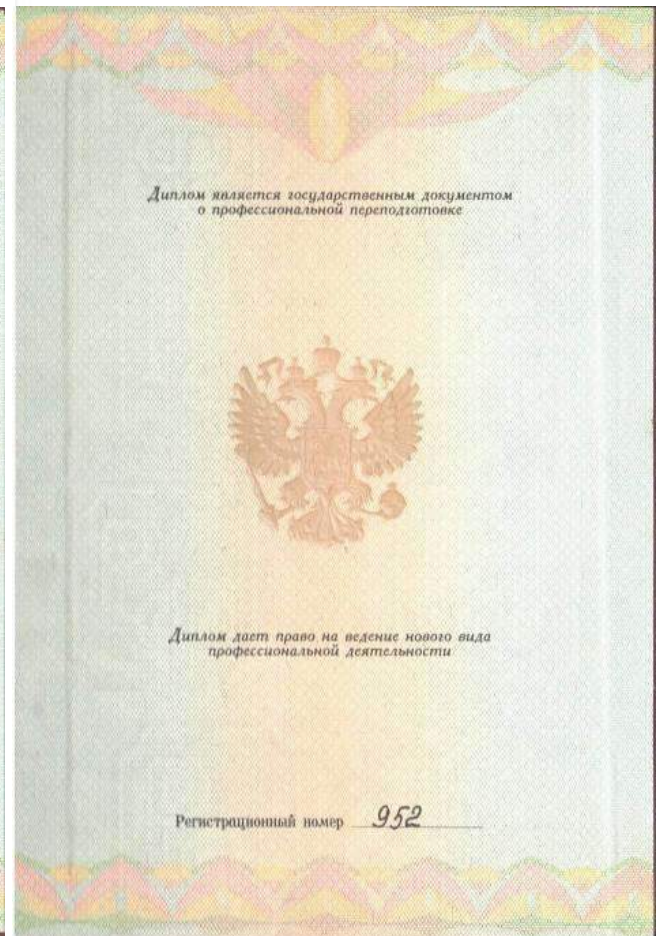 Диплом является государственным документом
о профессиональной переподготовке
Диплом дает право на ведение нового вида
профессиональной деятельности
Регистрационный номер 952